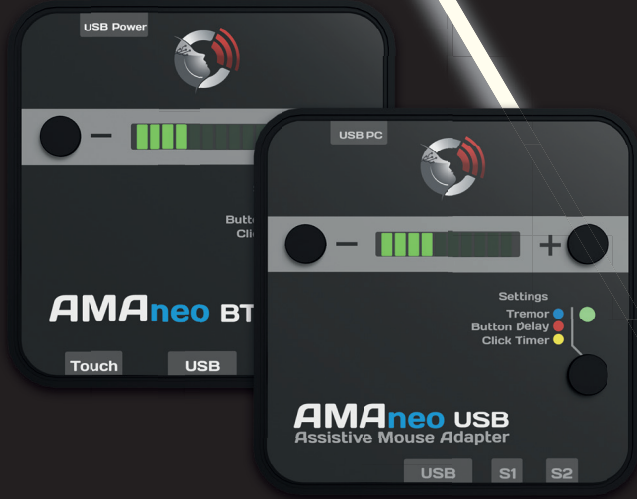 USB Power
−
AMAneo BT
Touch
USB
USB PC
−
+
Settings
Tremor
Button Delay
Click Timer
AMAneo USB
Assistive Mouse Adapter
USB
S1
S2